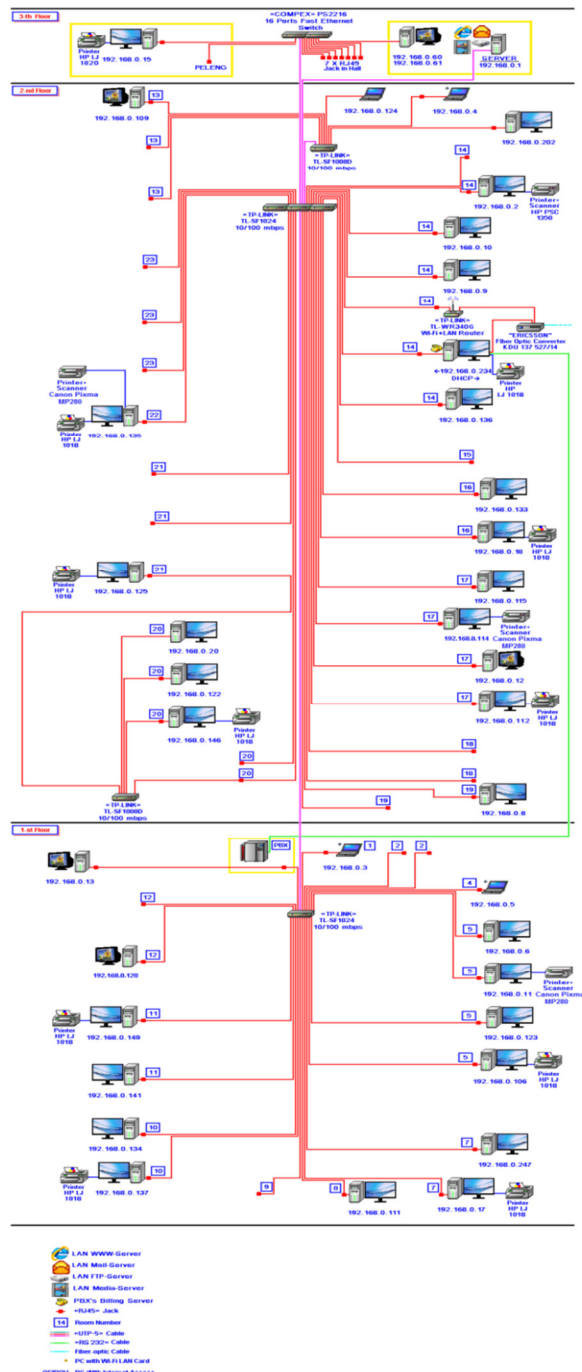 3-th Floor
=COMPEX= PS2216
16 Ports Fast Ethernet
Switch
Printer
HP LJ
1020
192.168.0.15
PELENG
7 X RJ45
Jack in Hall
192.168.0.60
192.168.0.61
SERVER
192.168.0.1
2-nd Floor
13
192.168.0.109
192.168.0.124
192.168.0.4
13
192.168.0.202
=TP-LINK=
TL-SF1008D
10/100 mbps
14
13
14
192.168.0.2
Printer+
Scanner
HP PSC
1350
=TP-LINK=
TL-SF1024
10/100 mbps
14
192.168.0.10
23
14
192.168.0.9
14
=TP-LINK=
TL-WR340G
Wi-Fi+LAN Router
23
"ERICSSON"
Fiber Optic Converter
KDU 137 527/14
14
23
←192.168.0.234
DHCP→
Printer
HP
LJ 1018
Printer+
Scanner
Canon Pixma
MP280
14
192.168.0.136
22
Printer
HP LJ
1018
192.168.0.135
15
21
16
192.168.0.133
21
16
192.168.0.18
Printer
HP LJ
1018
21
Printer
HP LJ
1018
192.168.0.125
17
192.168.0.115
17
192.168.0.114
Printer+
Scanner
Canon Pixma
MP280
20
192.168.0.20
17
192.168.0.12
20
192.168.0.122
17
192.168.0.112
Printer
HP LJ
1018
20
192.168.0.146
Printer
HP LJ
1018
18
20
20
18
19
192.168.0.8
19
=TP-LINK=
TL-SF1008D
10/100 mbps
1-st Floor
PBX
1
2
2
192.168.0.3
192.168.0.13
4
192.168.0.5
12
=TP-LINK=
TL-SF1024
10/100 mbps
5
192.168.0.6
12
192.168.0.120
5
192.168.0.11
Printer+
Scanner
Canon Pixma
MP280
11
Printer
HP LJ
1018
192.168.0.149
5
192.168.0.123
5
192.168.0.106
Printer
HP LJ
1018
11
192.168.0.141
10
192.168.0.134
7
192.168.0.247
10
Printer
HP LJ
1018
192.168.0.137
9
8
192.168.0.111
7
192.168.0.17
Printer
HP LJ
1018
LAN WWW-Server
LAN Mail-Server
LAN FTP-Server
LAN Media-Server
PBX's Billing Server
=RJ45= Jack
14
Room Number
=UTP-5= Cable
=RS 232= Cable
Fiber-optic Cable
PC with Wi-Fi LAN Card